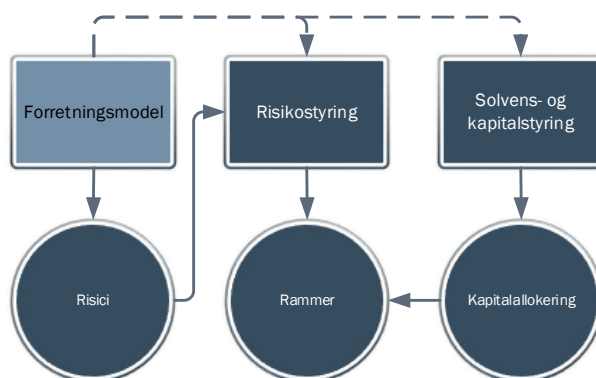 Forretningsmodel
Risikostyring
Solvens- og
kapitalstyring
Risici
Rammer
Kapitalallokering